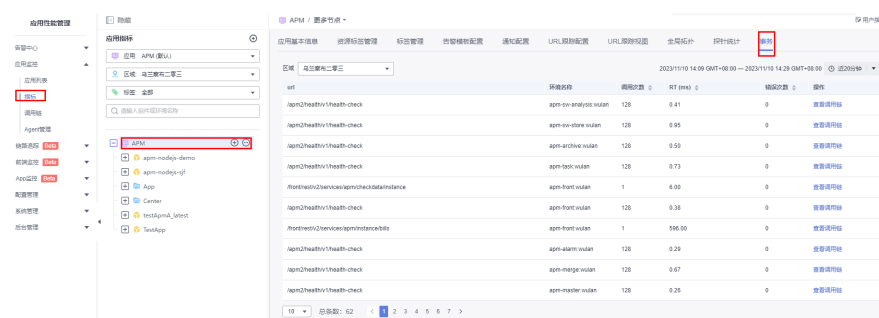 应用性能管理
告警中心
应用监控
应用列表
指标
调用链
Agent管理
链路追踪 Beta
前端监控 Beta
App监控 Beta
配置管理
系统管理
后台管理
隐藏
应用指标
应用: APM (默认)
区域: 乌兰察布二零三
标签: 全部
请输入组件或环境名称
APM
apm-nodejs-demo
apm-nodejs-sjf
App
Center
testApmA_latest
TestApp
APM / 更多节点
用户指
应用基本信息 资源标签管理 标签管理 告警模板配置 通知配置 URL跟踪配置 URL跟踪视图 全局拓扑 探针统计 事务
区域 乌兰察布二零三 2023/11/10 14:09 GMT+08:00 — 2023/11/10 14:29 GMT+08:00 近20分钟
url 环境名称 调用次数 RT (ms) 错误次数 操作
/apm2/health/v1/health-check apm-sw-analysis:wulan 128 0.41 0 查看调用链
/apm2/health/v1/health-check apm-sw-store:wulan 128 0.95 0 查看调用链
/apm2/health/v1/health-check apm-archive:wulan 128 0.50 0 查看调用链
/apm2/health/v1/health-check apm-task:wulan 128 0.73 0 查看调用链
/front/rest/v2/services/apm/checkdata/instance apm-front:wulan 1 6.00 0 查看调用链
/apm2/health/v1/health-check apm-front:wulan 128 0.38 0 查看调用链
/front/rest/v2/services/apm/instance/bills apm-front:wulan 1 596.00 0 查看调用链
/apm2/health/v1/health-check apm-alarm:wulan 128 0.29 0 查看调用链
/apm2/health/v1/health-check apm-merge:wulan 128 0.67 0 查看调用链
/apm2/health/v1/health-check apm-master:wulan 128 0.26 0 查看调用链
10 总条数: 62 < 1 2 3 4 5 6 7 >